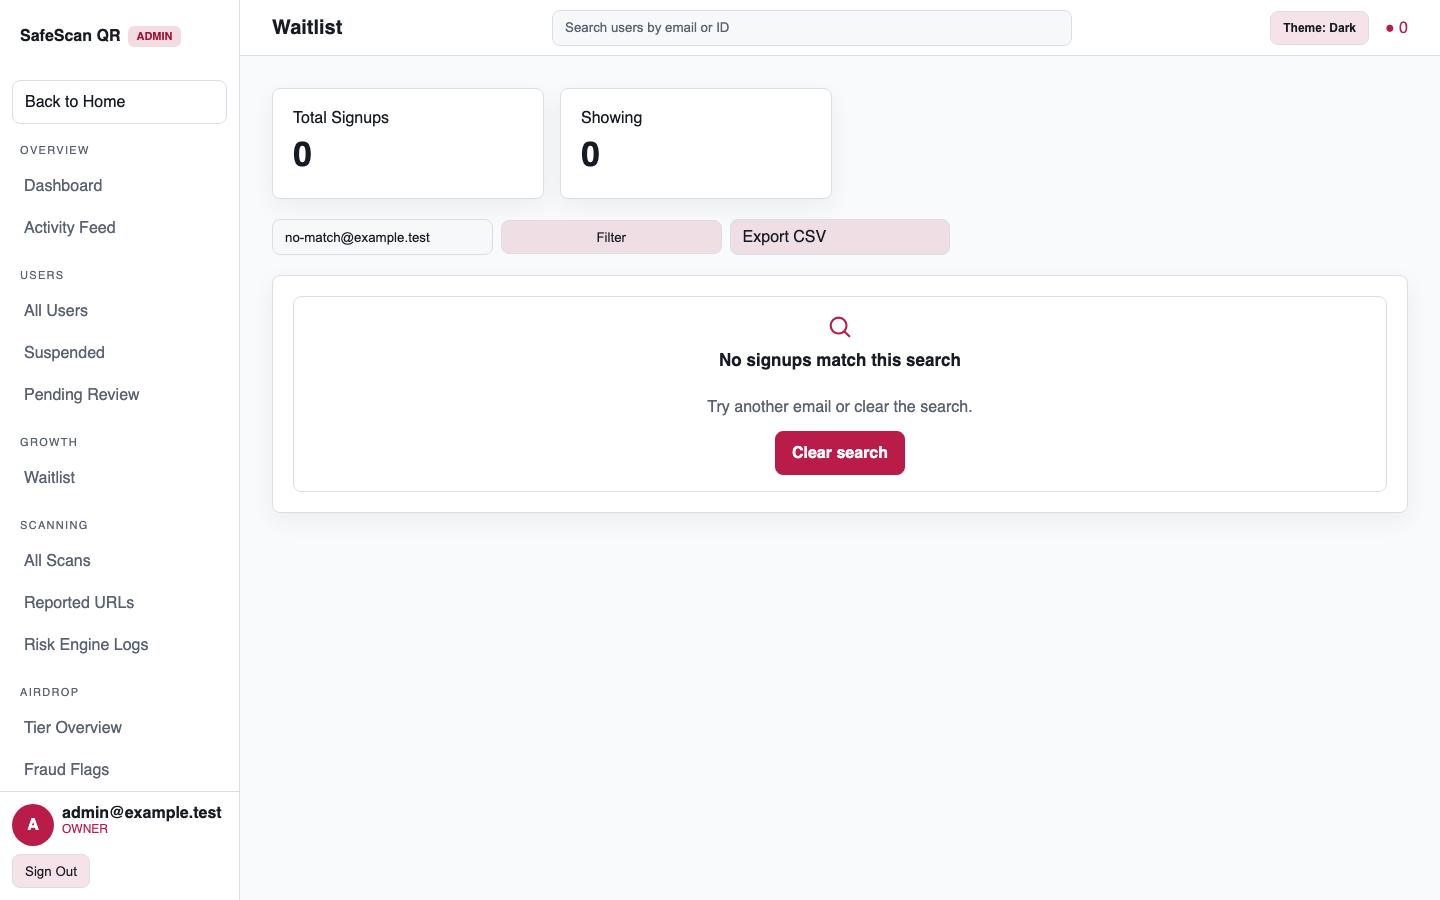 SafeScan QR ADMIN
Back to Home
OVERVIEW
Dashboard
Activity Feed
USERS
All Users
Suspended
Pending Review
GROWTH
Waitlist
SCANNING
All Scans
Reported URLs
Risk Engine Logs
AIRDROP
Tier Overview
Fraud Flags
A
admin@example.test
OWNER
Sign Out
Waitlist
Search users by email or ID
Theme: Dark
0
Total Signups
0
Showing
0
no-match@example.test
Filter
Export CSV
No signups match this search
Try another email or clear the search.
Clear search